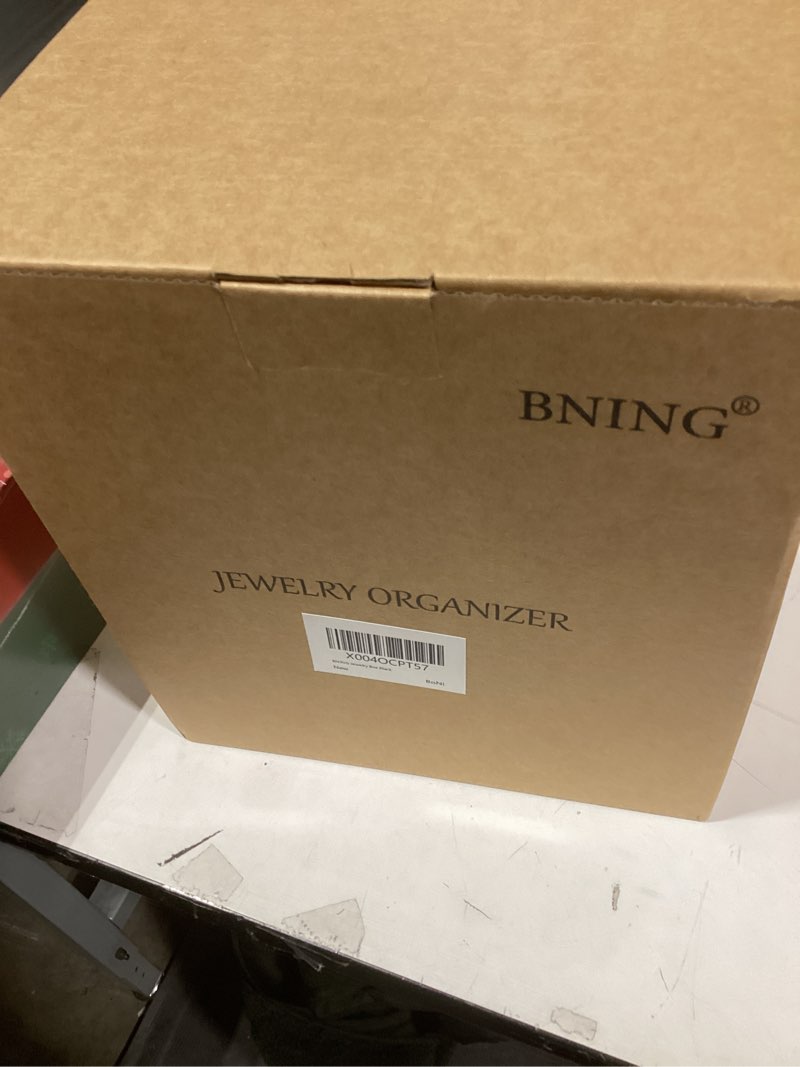 BNING®
JEWELRY ORGANIZER
X004OCPT57